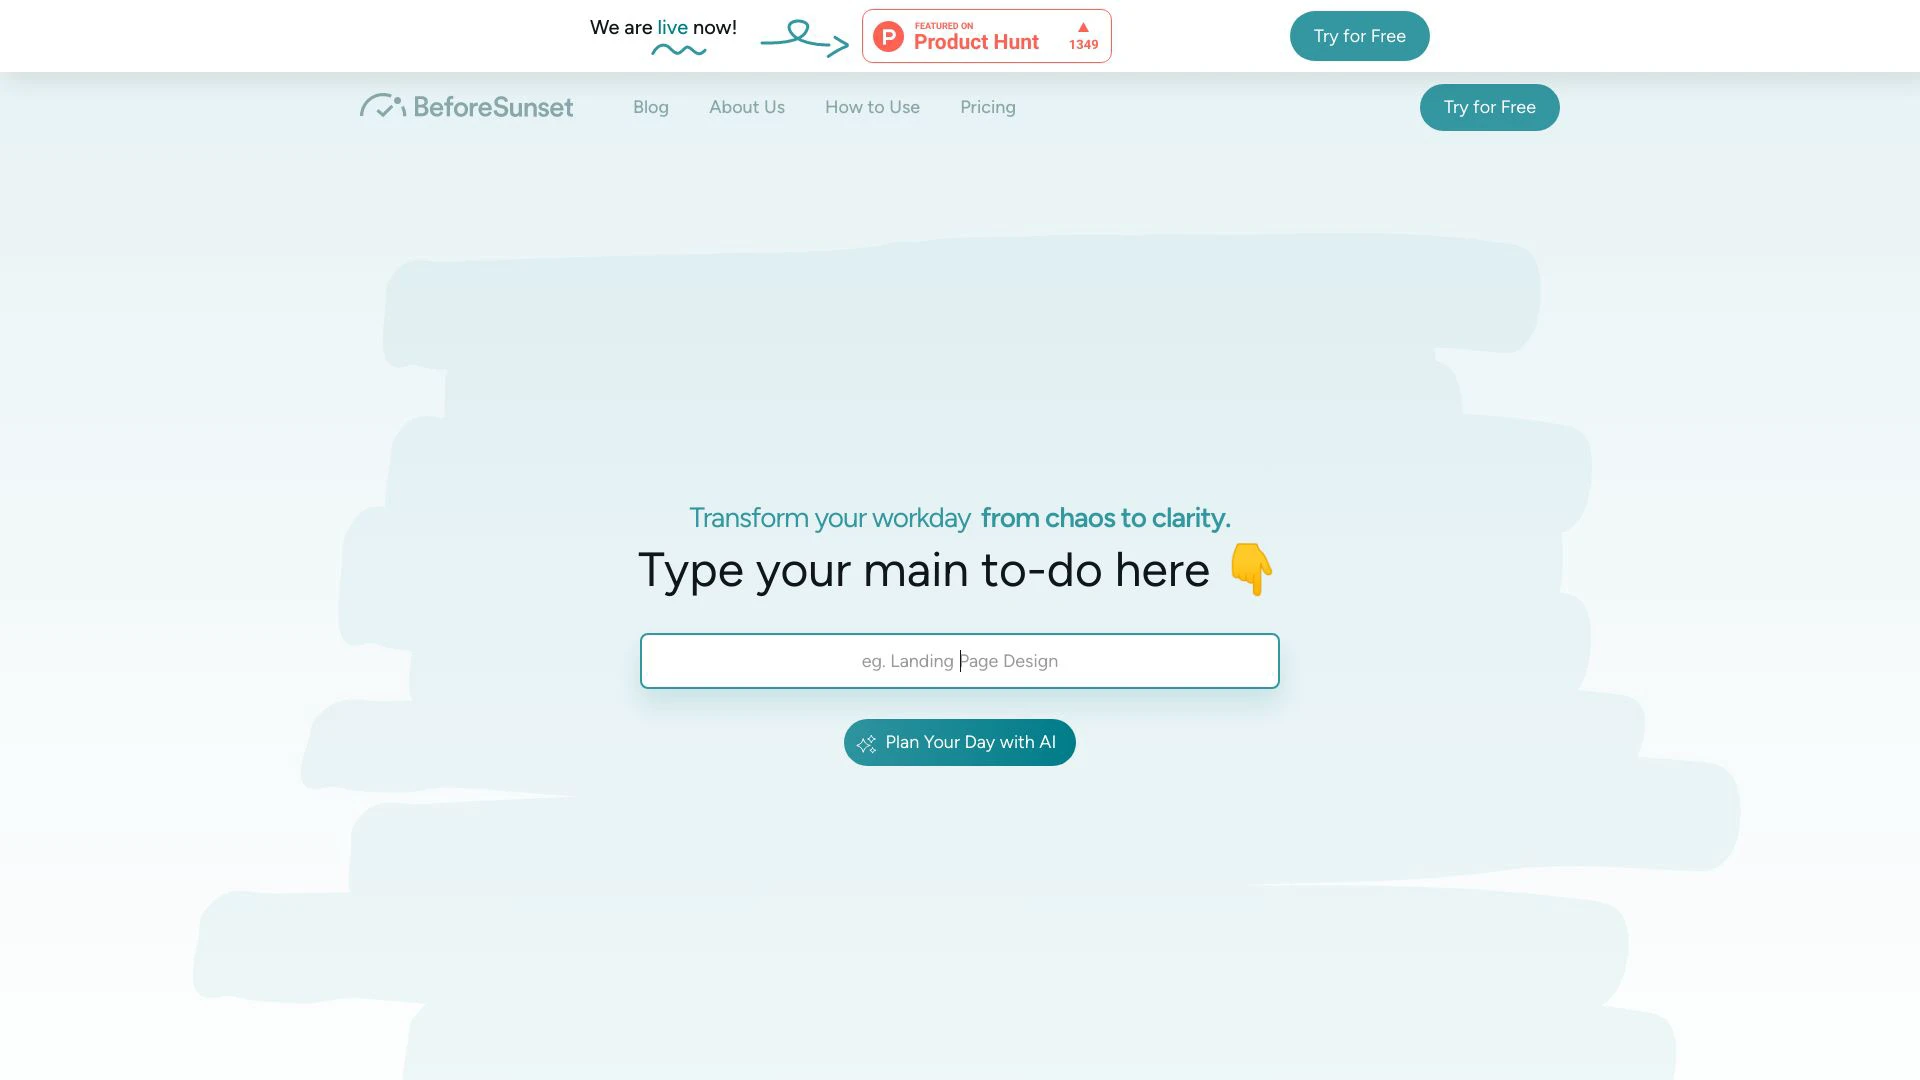 We are live now!
FEATURED ON
Product Hunt
1349
Try for Free
BeforeSunset
Blog
About Us
How to Use
Pricing
Try for Free
Transform your workday from chaos to clarity.
Type your main to-do here 👇
eg. Landing Page Design
Plan Your Day with AI